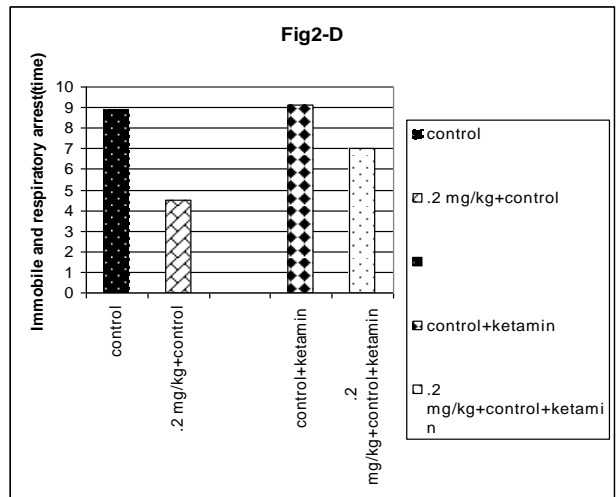 Fig2-D
Immobile and respiratory arrest(time)
10
9
8
7
6
5
4
3
2
1
0
control
.2 mg/kg+control
control+ketamin
.2
mg/kg+control+ketamin
control
.2 mg/kg+control
control+ketamin
.2
mg/kg+control+ketami
n